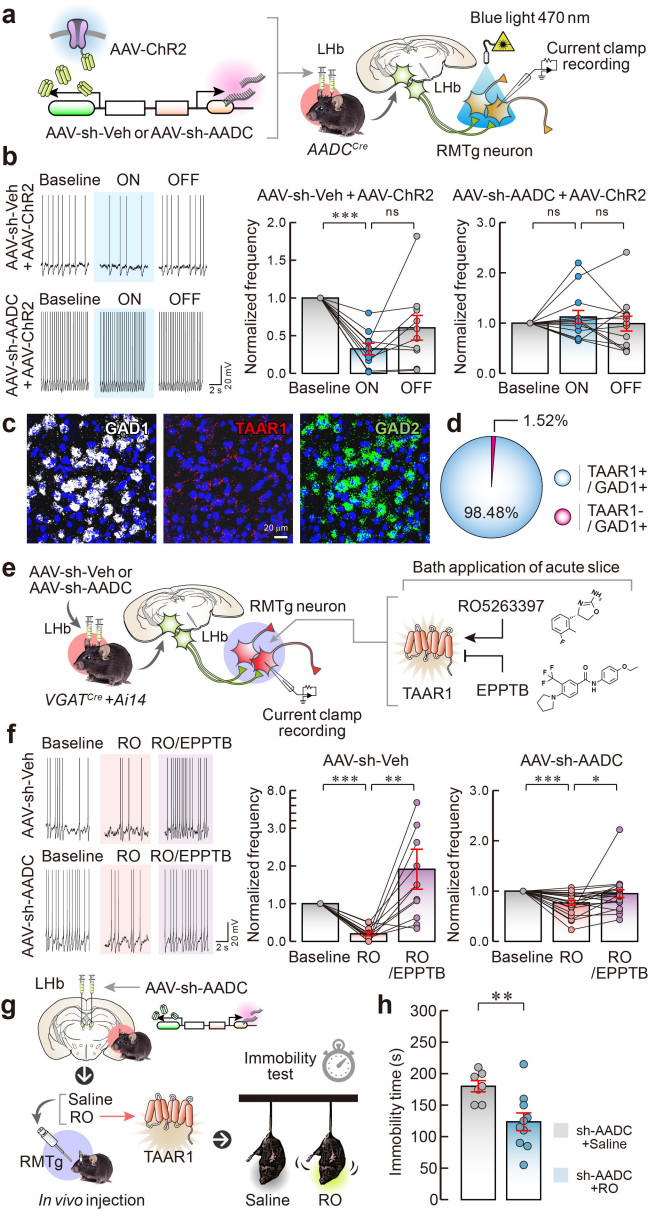 a
AAV-ChR2
AAV-sh-Veh or AAV-sh-AADC
LHb
AADCCre
LHb
Blue light 470 nm
Current clamp
recording
RMTg neuron
b
AAV-sh-Veh
+ AAV-ChR2
Baseline
ON
OFF
AAV-sh-AADC
+ AAV-ChR2
Baseline
ON
OFF
2 s
20 mV
AAV-sh-Veh + AAV-ChR2
Normalized frequency
2.0
1.5
1.0
0.5
0.0
***
ns
Baseline
ON
OFF
AAV-sh-AADC + AAV-ChR2
Normalized frequency
3.0
2.0
1.0
0.0
ns
ns
Baseline
ON
OFF
c
GAD1
TAAR1
20 μm
GAD2
d
1.52%
98.48%
TAAR1+
/ GAD1+
TAAR1-
/ GAD1+
e
AAV-sh-Veh or
AAV-sh-AADC
LHb
VGATCre +Ai14
LHb
RMTg neuron
Current clamp
recording
Bath application of acute slice
TAAR1
RO5263397
EPPTB
NH2
N
O
F
F
F
F
N
O
N
H
O
f
AAV-sh-Veh
Baseline
RO
RO/EPPTB
AAV-sh-AADC
Baseline
RO
RO/EPPTB
2 s
20 mV
AAV-sh-Veh
Normalized frequency
8.0
3.0
2.0
1.0
0.0
***
**
Baseline
RO
RO
/EPPTB
AAV-sh-AADC
Normalized frequency
3.0
2.0
1.0
0.0
***
*
Baseline
RO
RO
/EPPTB
g
LHb
AAV-sh-AADC
Saline
RO
RMTg
TAAR1
In vivo injection
Immobility
test
Saline
RO
h
Immobility time (s)
300
250
200
150
100
50
0
**
sh-AADC
+Saline
sh-AADC
+RO